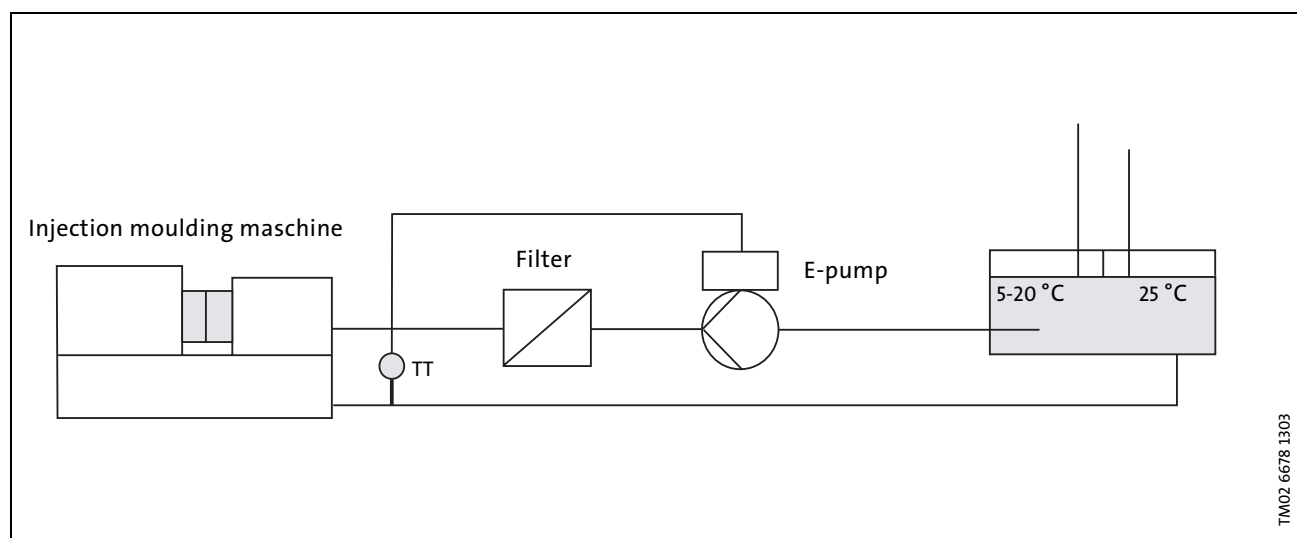 Injection moulding maschine
Filter
E-pump
5-20 °C
25 °C
TT
TM02 6678 1303